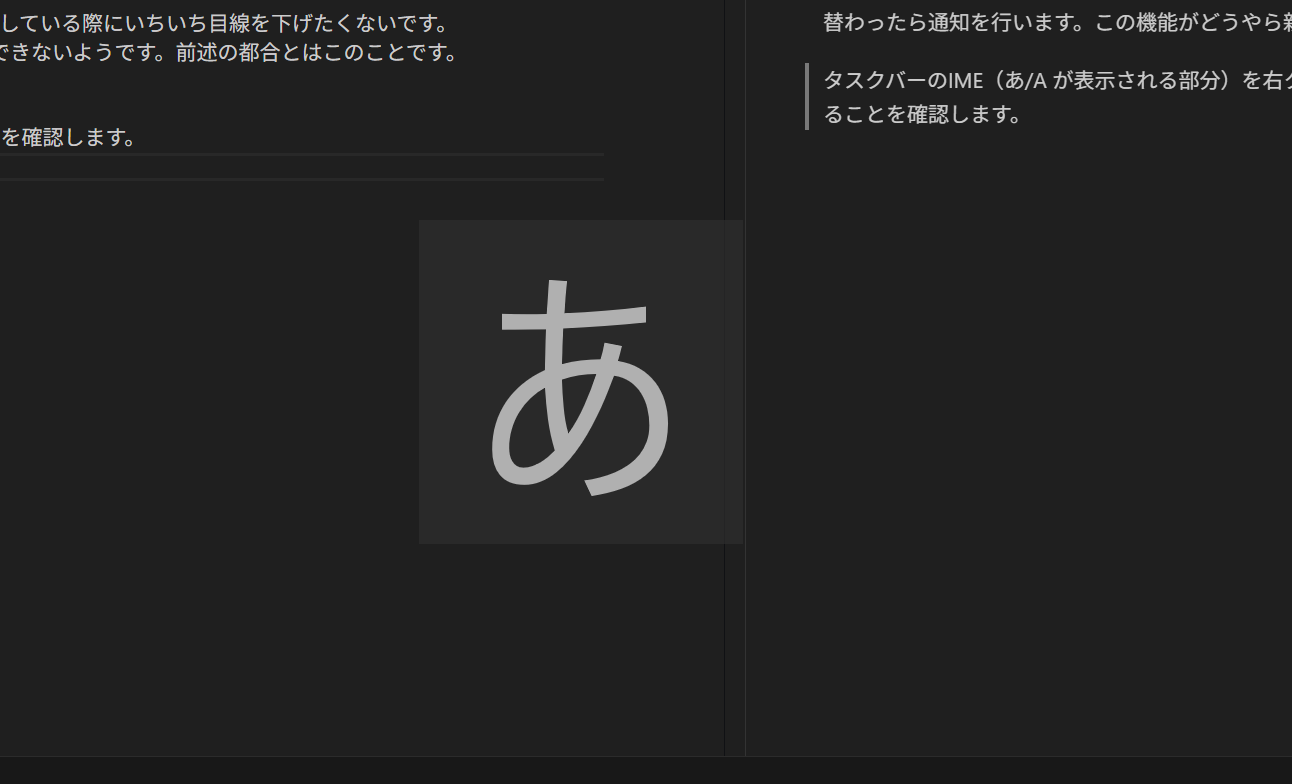 している際にいちいち目線を下げたくないです。
できないようです。前述の都合とはこのことです。
を確認します。
あ
替わったら通知を行います。この機能がどうやら新
タスクバーのIME（あ/A が表示される部分）を右ク
ることを確認します。